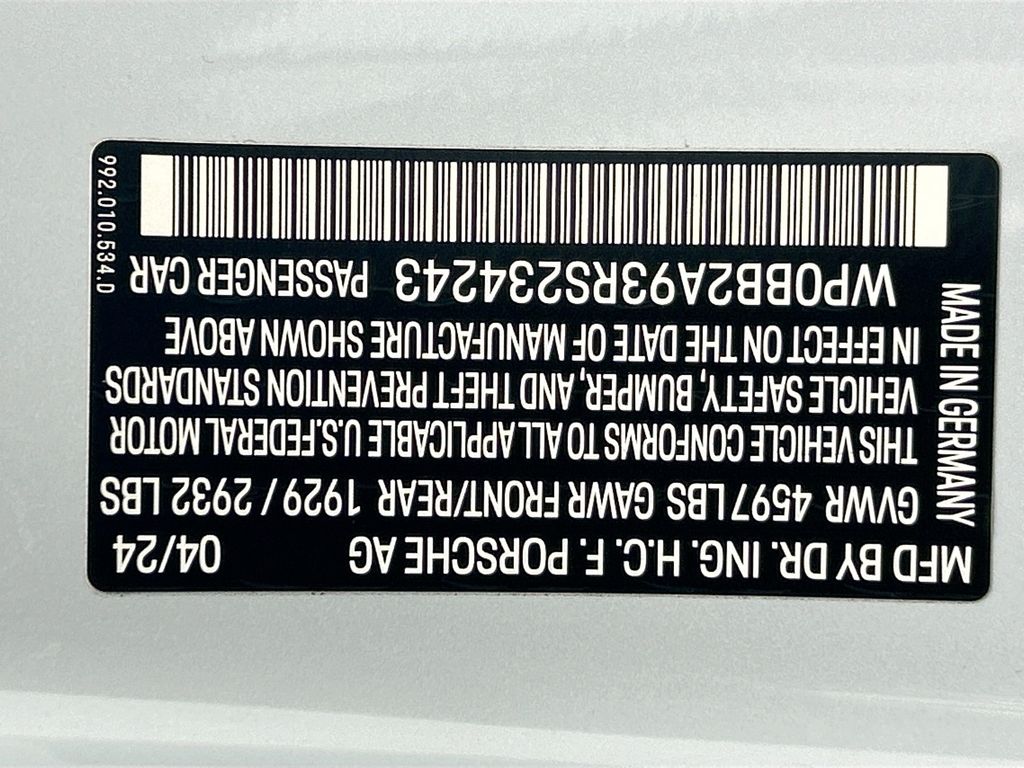 MFD BY DR. ING. H.C. F. PORSCHE AG 04/24
GVWR 4597 LBS GAWR FRONT/REAR 1929 / 2932 LBS
THIS VEHICLE CONFORMS TO ALL APPLICABLE U.S.FEDERAL MOTOR
VEHICLE SAFETY, BUMPER, AND THEFT PREVENTION STANDARDS
IN EFFECT ON THE DATE OF MANUFACTURE SHOWN ABOVE
WP0BB2A93RS234243 PASSENGER CAR
MADE IN GERMANY
992.010.534.D